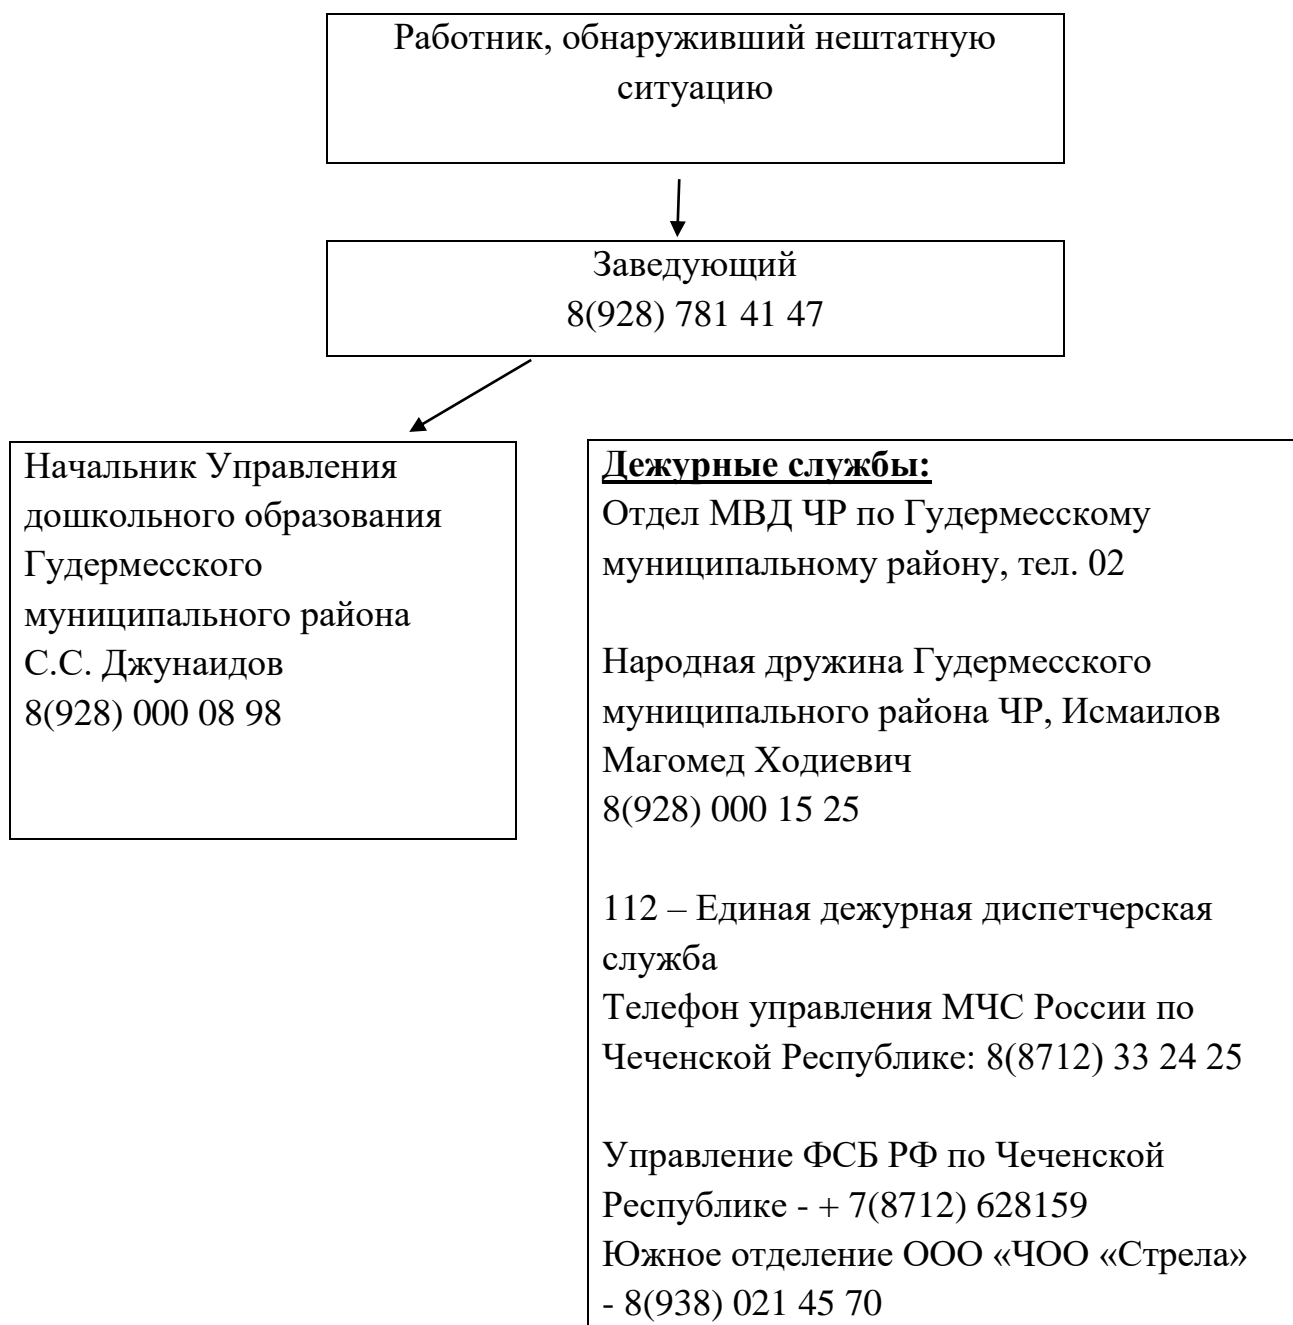 Работник, обнаруживший нештатную
ситуацию
Заведующий
8(928) 781 41 47
Начальник Управления
дошкольного образования
Гудермесского
муниципального района
С.С. Джунаидов
8(928) 000 08 98
Дежурные службы:
Отдел МВД ЧР по Гудермесскому
муниципальному району, тел. 02
Народная дружина Гудермесского
муниципального района ЧР, Исмаилов
Магомед Ходиевич
8(928) 000 15 25
112 – Единая дежурная диспетчерская
служба
Телефон управления МЧС России по
Чеченской Республике: 8(8712) 33 24 25
Управление ФСБ РФ по Чеченской
Республике - + 7(8712) 628159
Южное отделение ООО «ЧОО «Стрела»
- 8(938) 021 45 70